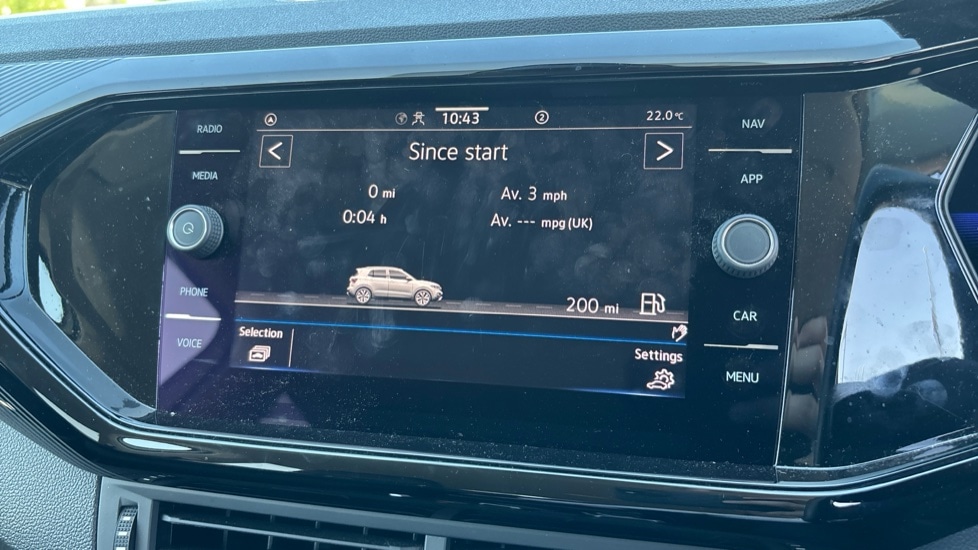 RADIO
MEDIA
PHONE
VOICE
10:43 2 22.0°C
< Since start >
0 mi Av. 3 mph
0:04 h Av. --- mpg (UK)
200 mi
Selection
Settings
NAV
APP
CAR
MENU